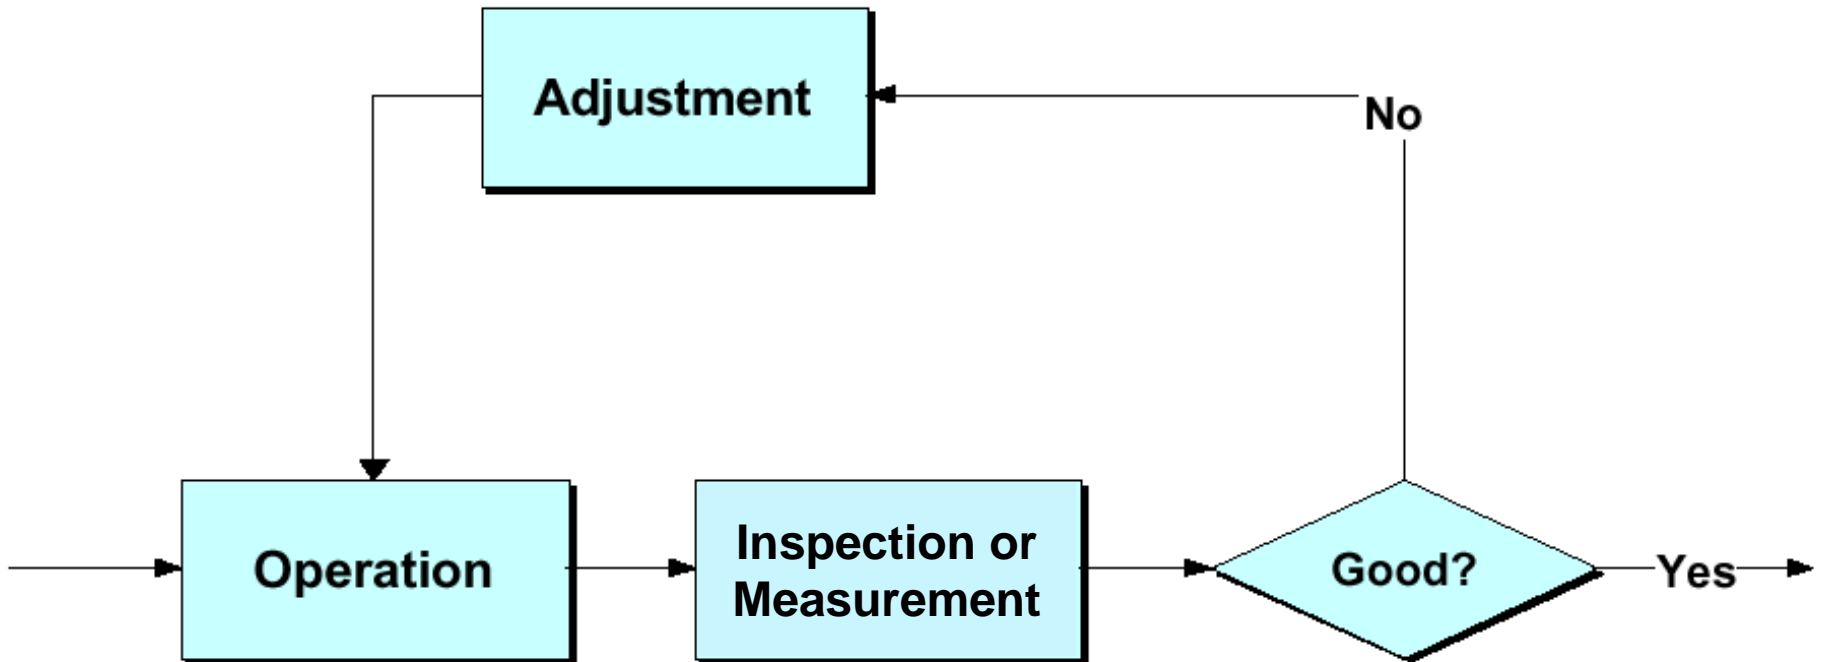 Adjustment
No
Operation
Inspection or
Measurement
Good?
Yes